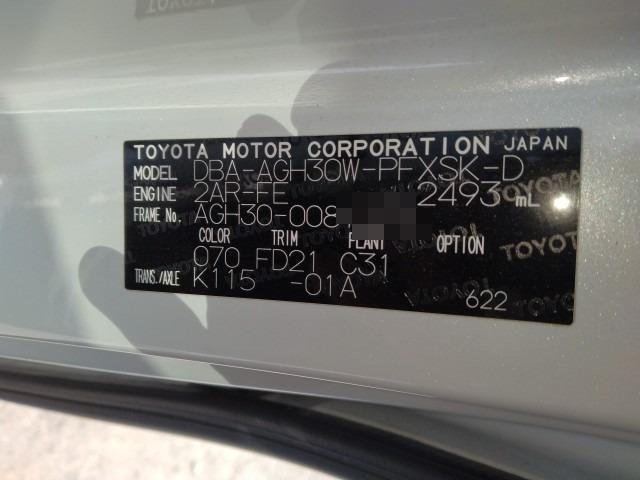 TOYOTA MOTOR CORPORATION JAPAN
MODEL DBA-AGH30W-PFXSK-D
ENGINE 2AR-FE 2493 mL
FRAME No. AGH30-008
COLOR TRIM PLANT OPTION
070 FD21 C31
TRANS./AXLE K115 -01A
622